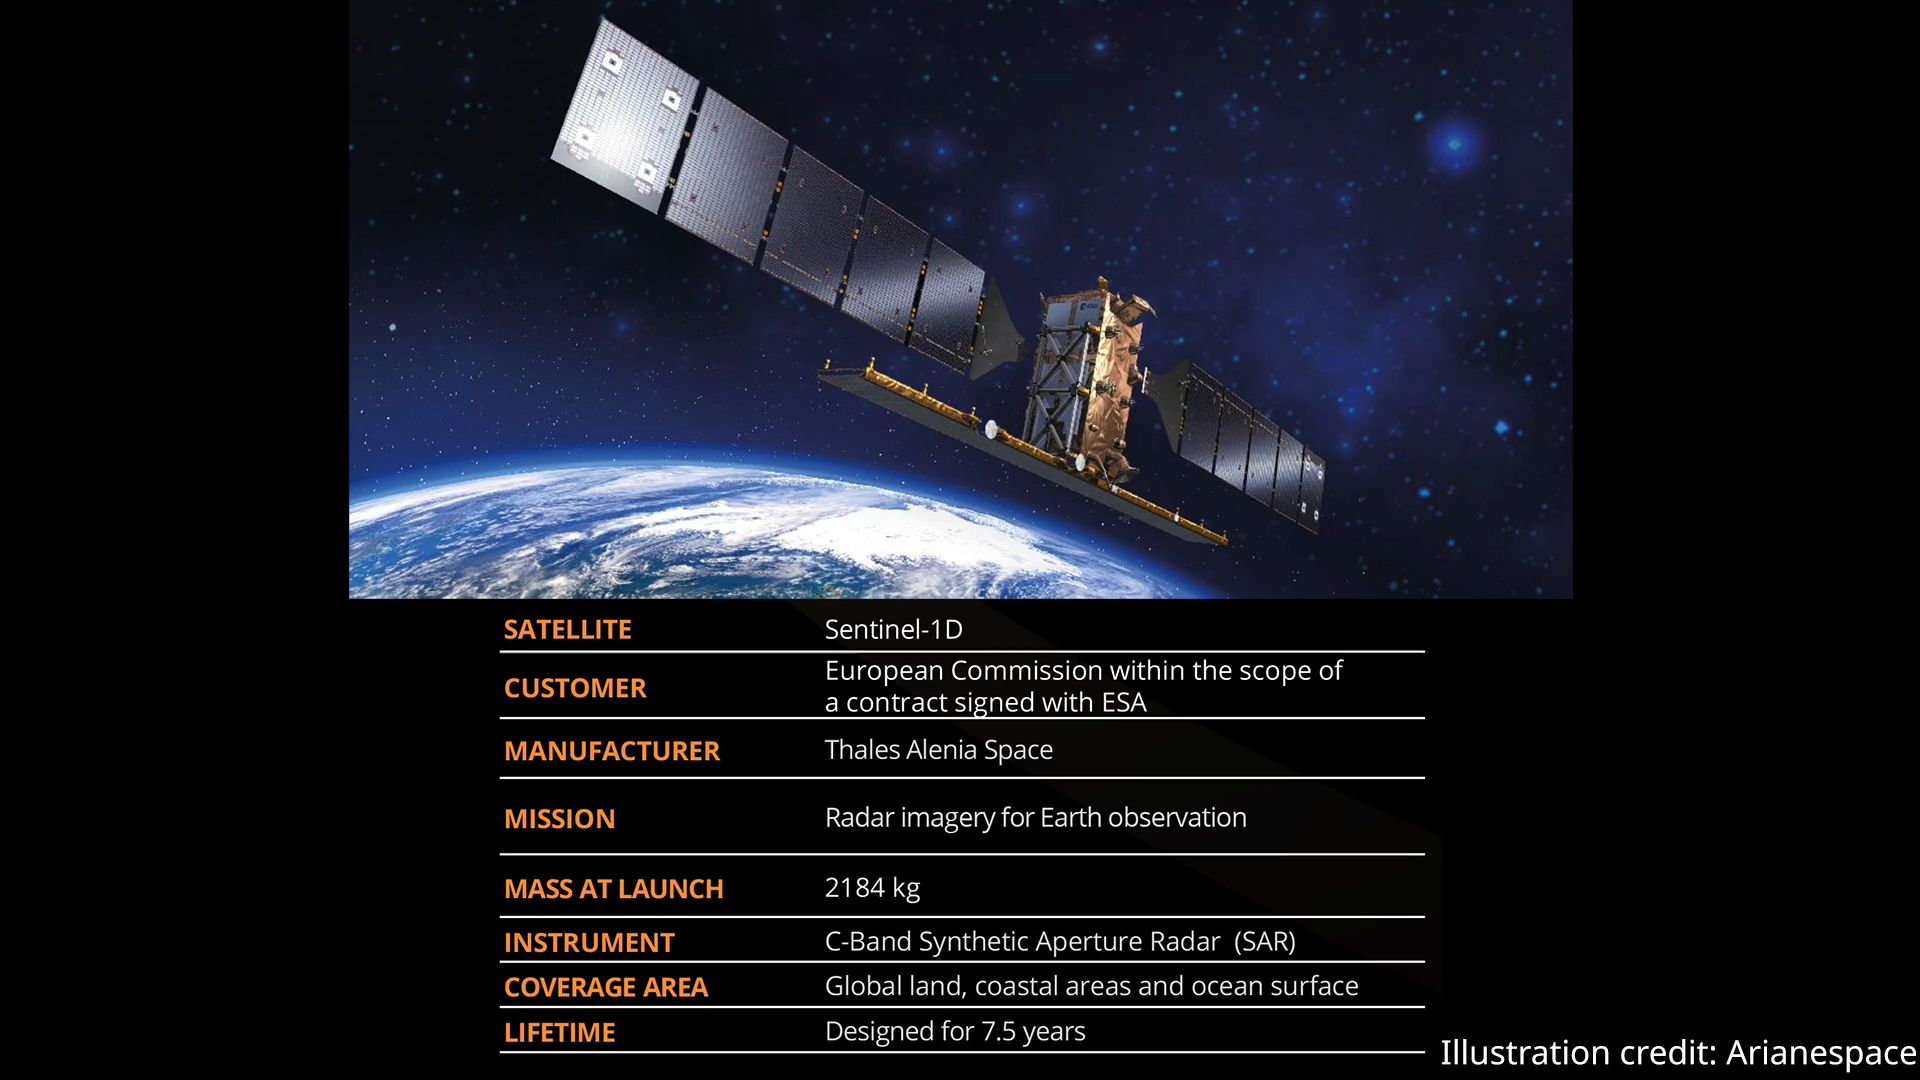 SATELLITE Sentinel-1D
CUSTOMER European Commission within the scope of
a contract signed with ESA
MANUFACTURER Thales Alenia Space
MISSION Radar imagery for Earth observation
MASS AT LAUNCH 2184 kg
INSTRUMENT C-Band Synthetic Aperture Radar (SAR)
COVERAGE AREA Global land, coastal areas and ocean surface
LIFETIME Designed for 7.5 years
Illustration credit: Arianespace